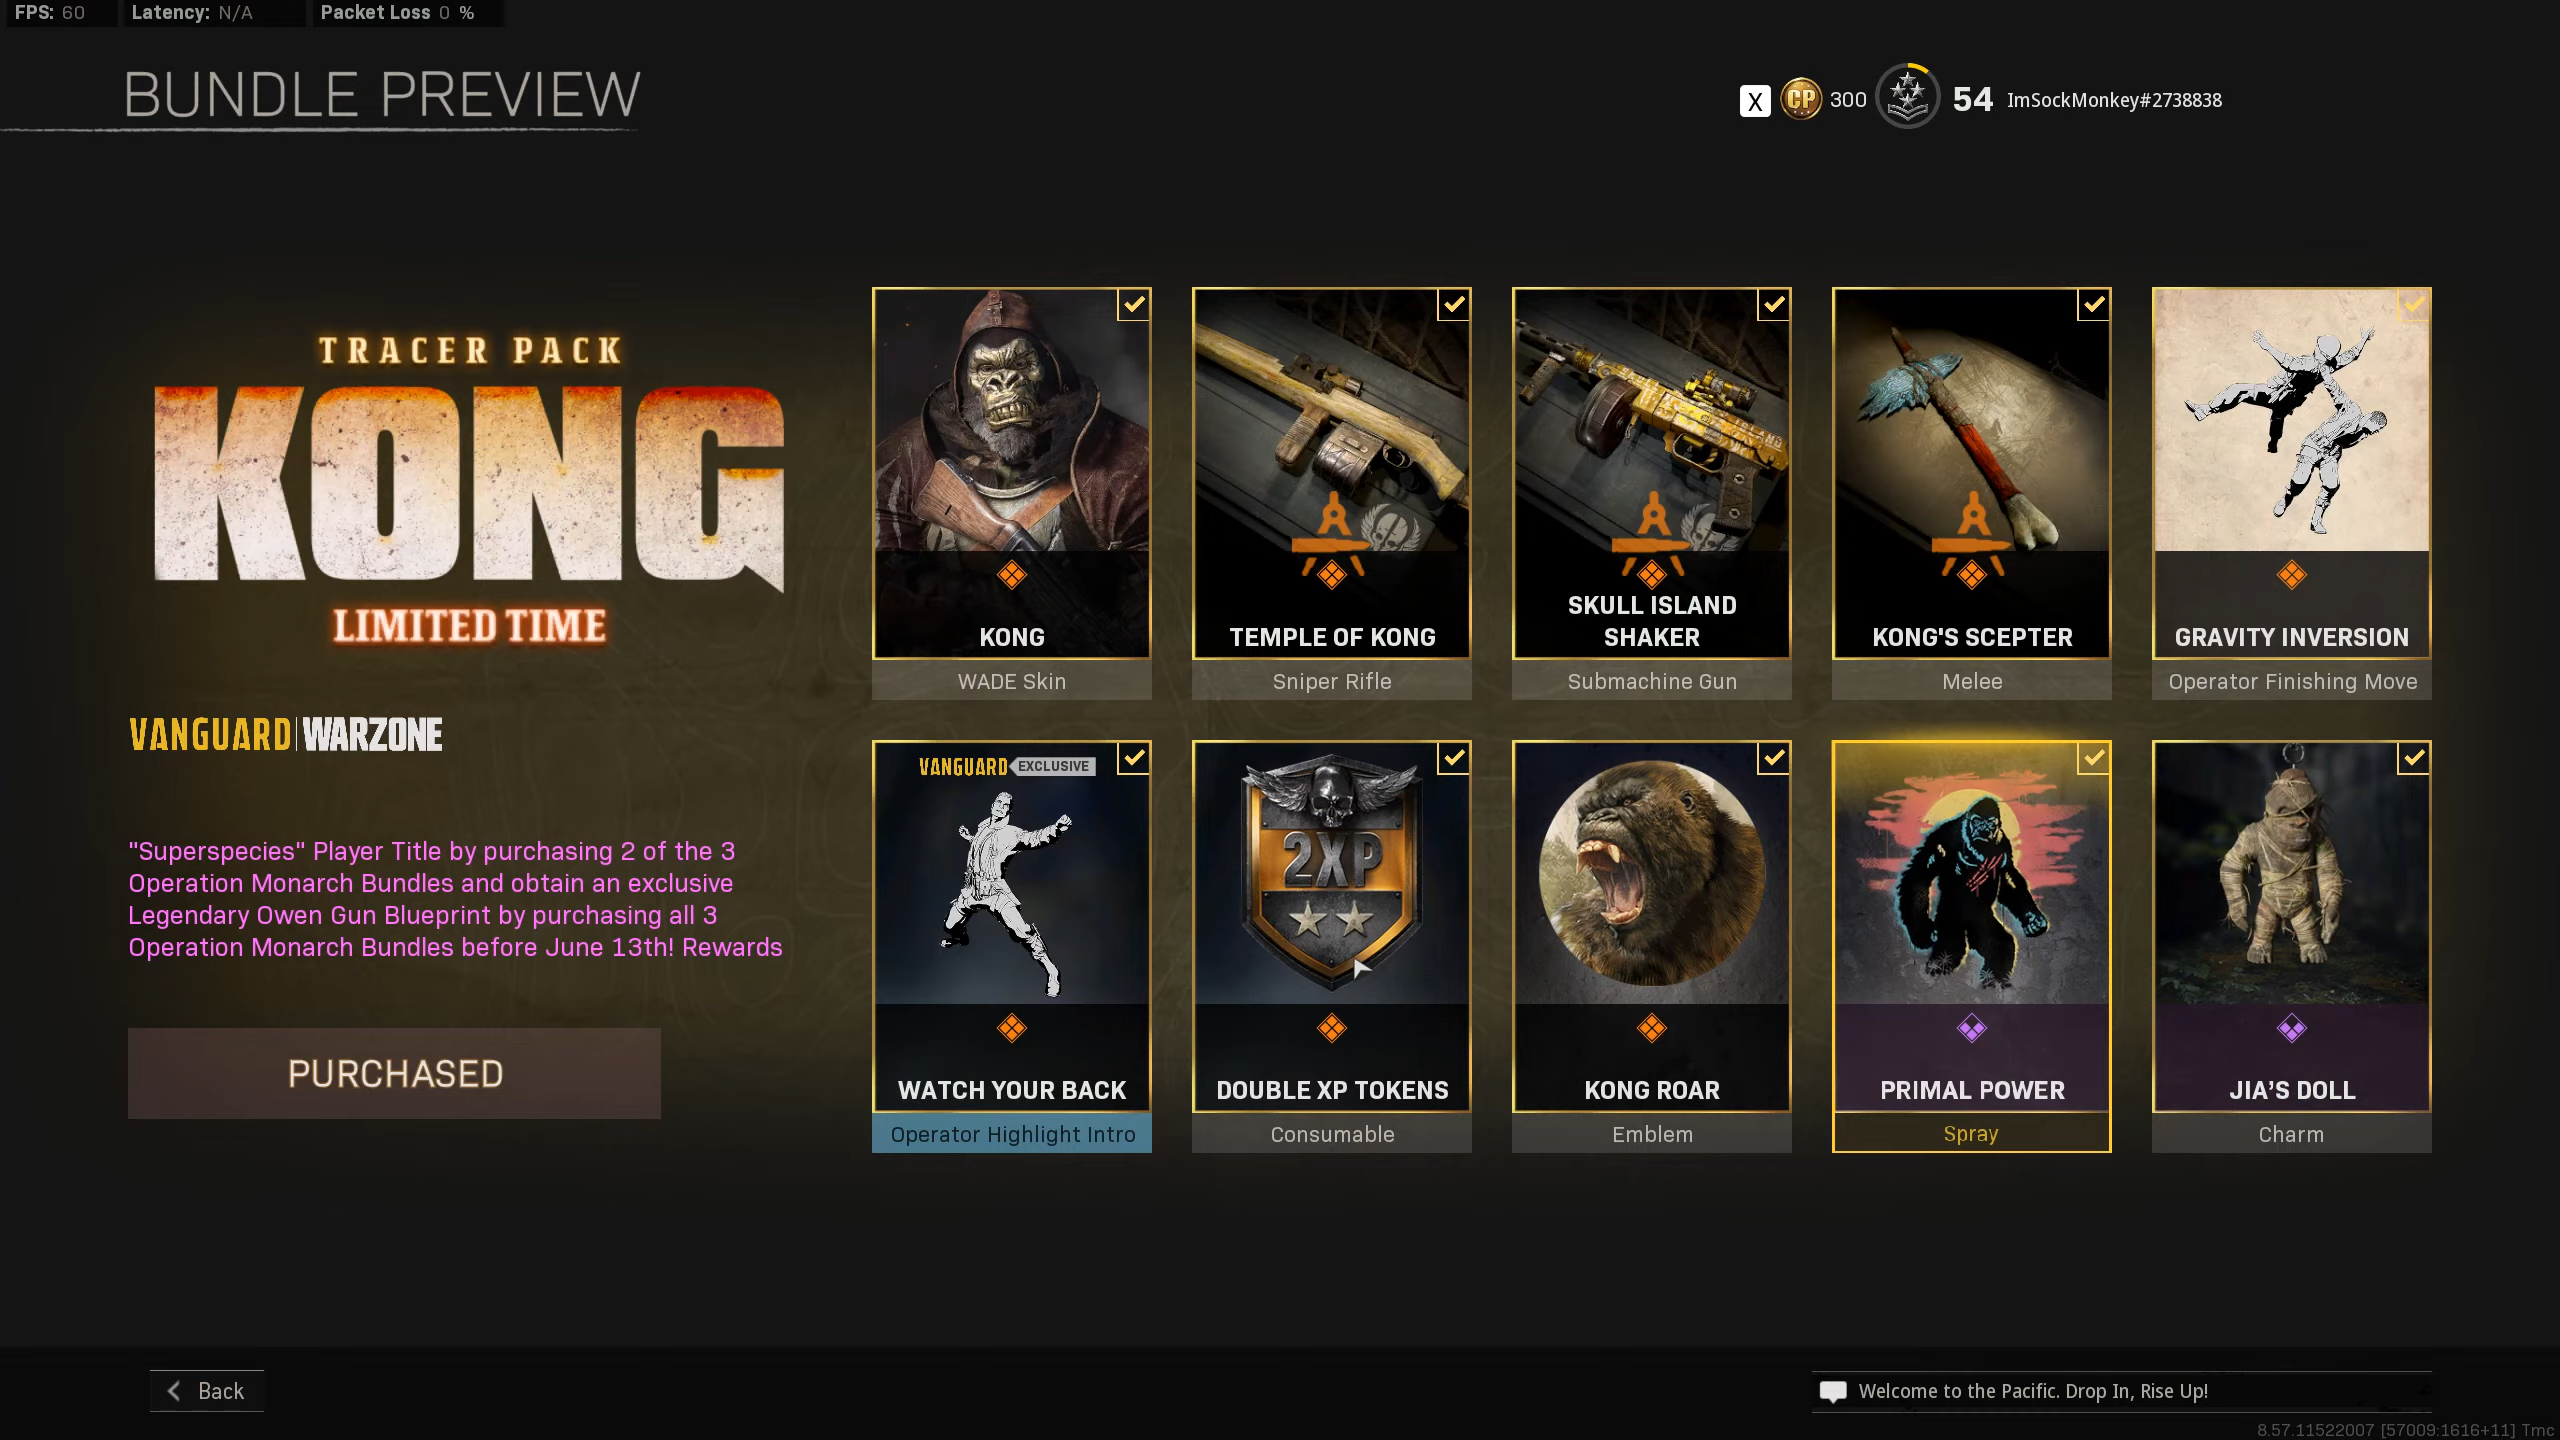 FPS: 60 Latency: N/A Packet Loss 0 %
BUNDLE PREVIEW
X CP 300 54 ImSockMonkey#2738838
TRACER PACK
KONG
LIMITED TIME
VANGUARD WARZONE
"Superspecies" Player Title by purchasing 2 of the 3
Operation Monarch Bundles and obtain an exclusive
Legendary Owen Gun Blueprint by purchasing all 3
Operation Monarch Bundles before June 13th! Rewards
PURCHASED
KONG
WADE Skin
TEMPLE OF KONG
Sniper Rifle
ISLAND
SKULL ISLAND
SHAKER
Submachine Gun
KONG'S SCEPTER
Melee
GRAVITY INVERSION
Operator Finishing Move
VANGUARD EXCLUSIVE
WATCH YOUR BACK
Operator Highlight Intro
2XP
DOUBLE XP TOKENS
Consumable
KONG ROAR
Emblem
PRIMAL POWER
Spray
JIA'S DOLL
Charm
Back
Welcome to the Pacific. Drop In, Rise Up!
8.57.11522007 [57009:1616+11] Tmc